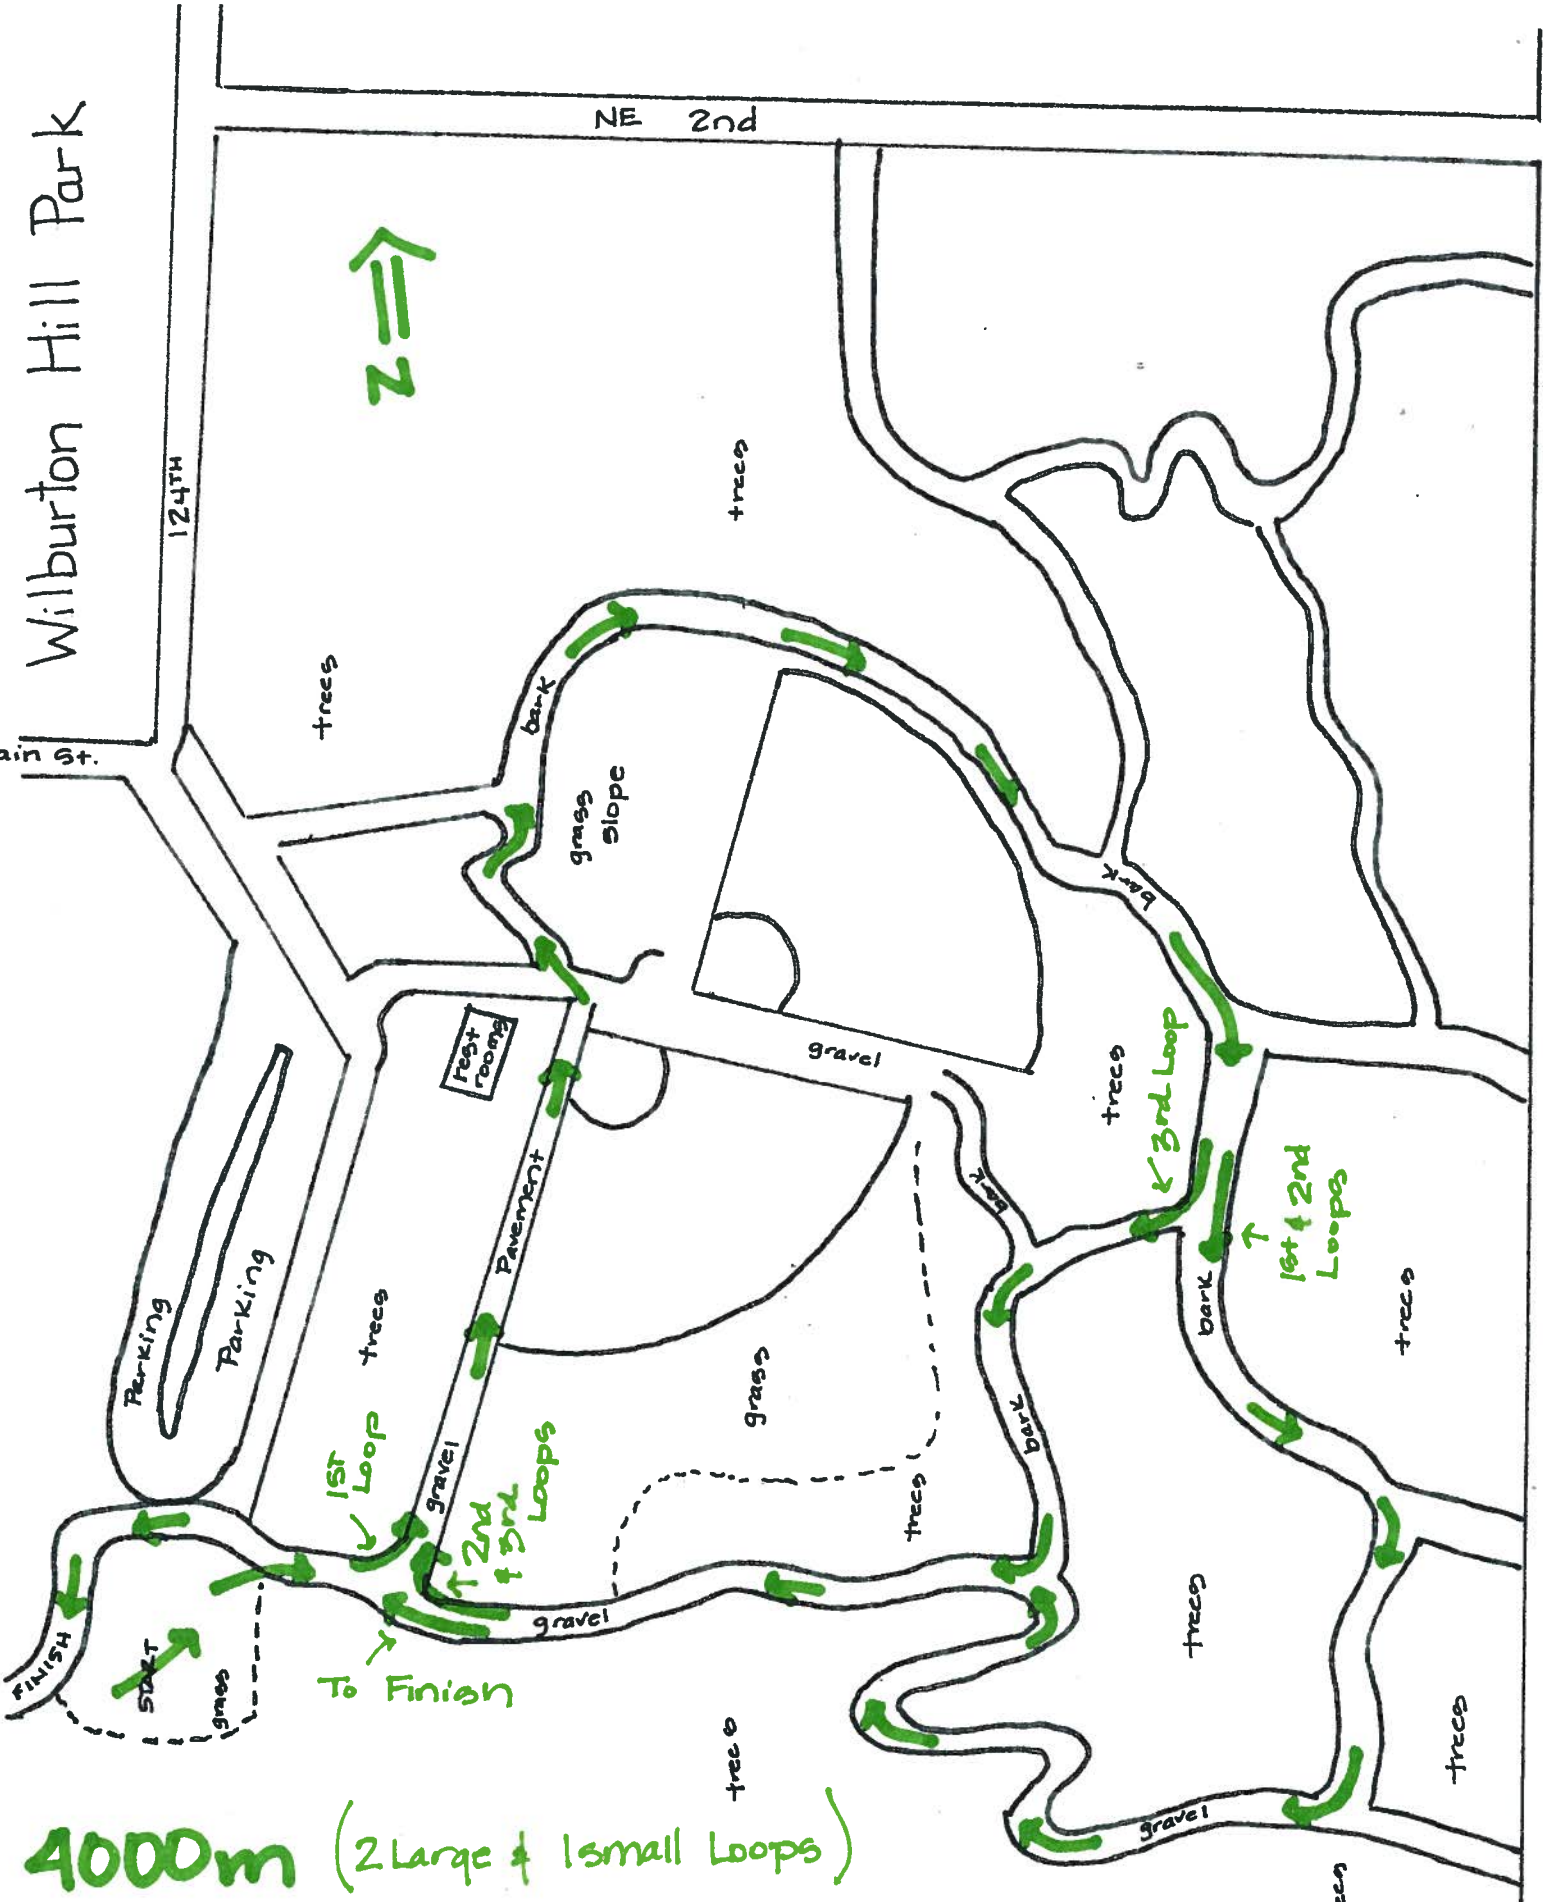 Wilburton Hill Park
NE 2nd
124TH
N
trees
trees
ain St.
bark
grass
slope
bark
rest
rooms
gravel
trees
3rd Loop
Pavement
bark
1st & 2nd
Loops
Parking
Parking
trees
grass
bark
bark
trees
1ST
Loop
gravel
2nd
& 3rd
Loops
trees
gravel
trees
FINISH
START
grass
To Finish
trees
trees
gravel
4000m (2 Large & 1 small Loops)